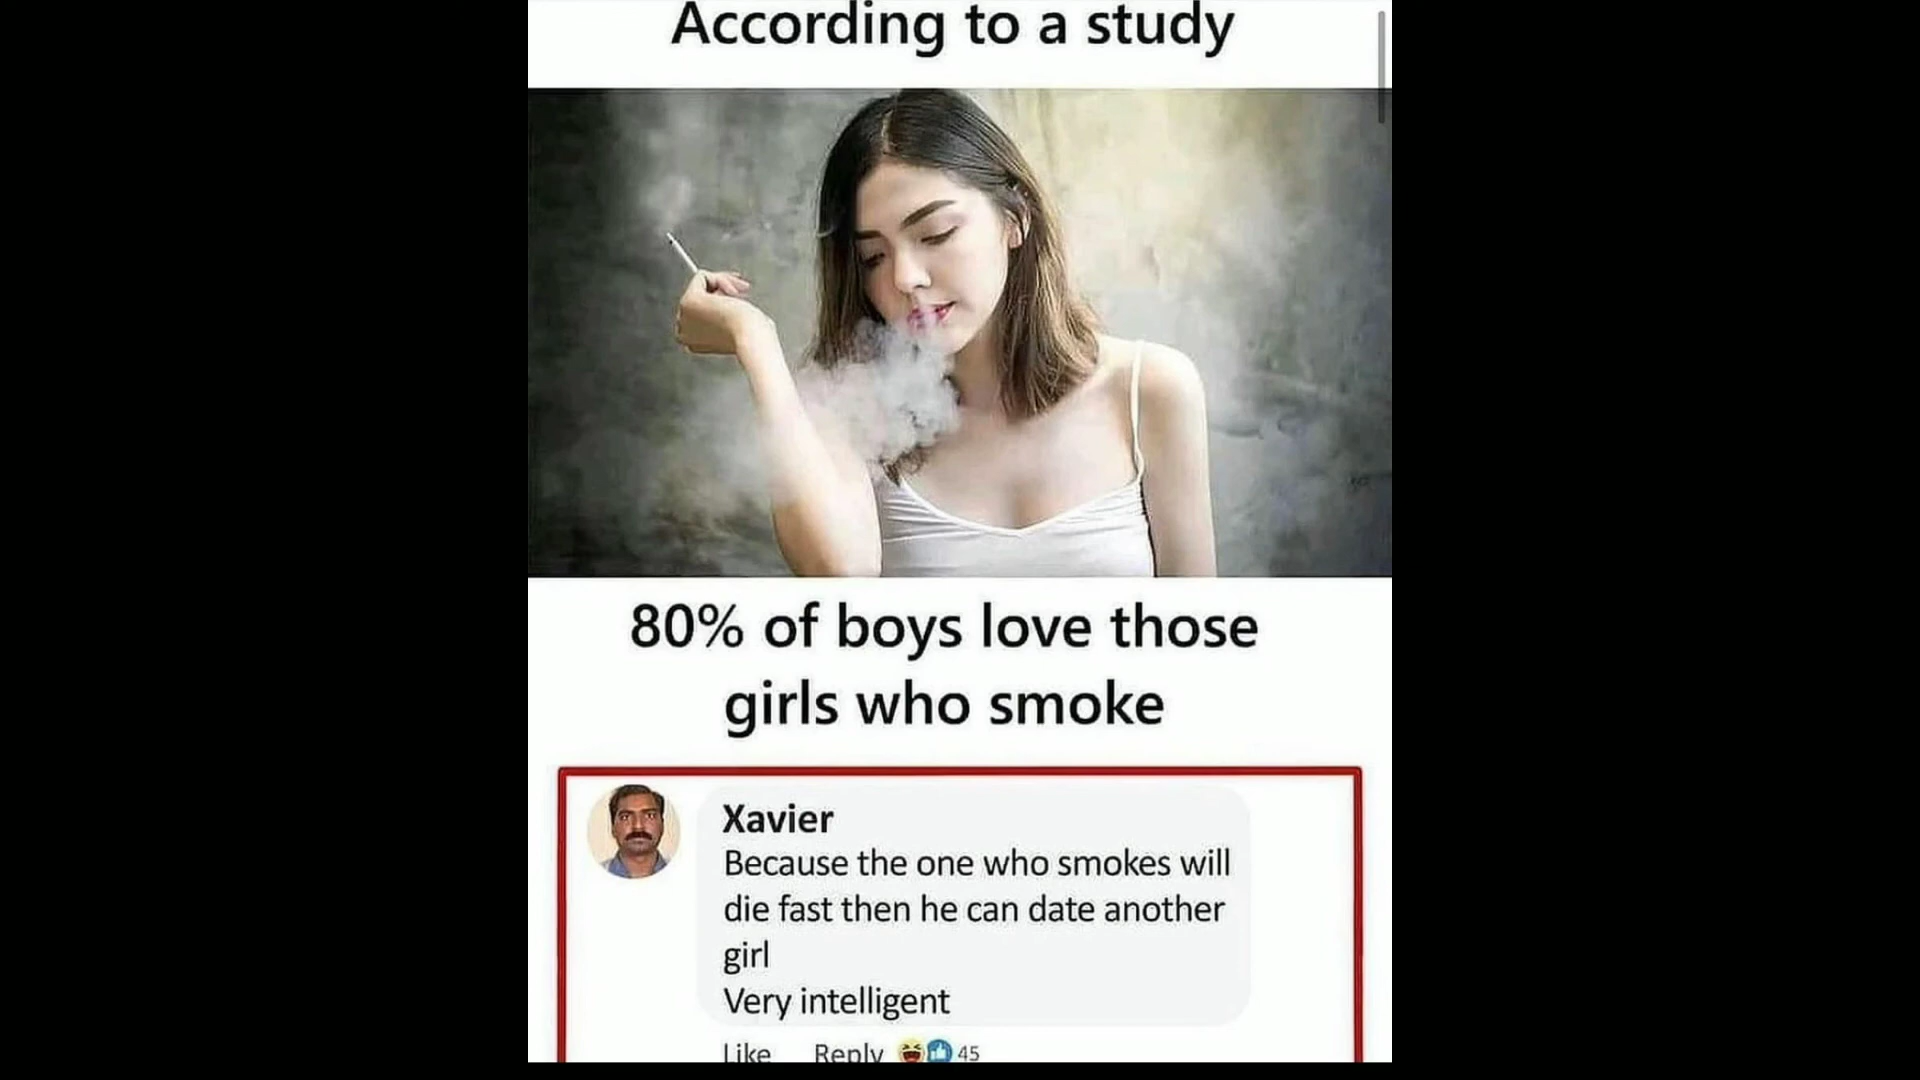 According to a study
80% of boys love those
girls who smoke
Xavier
Because the one who smokes will
die fast then he can date another
girl
Very intelligent
Like Reply 45